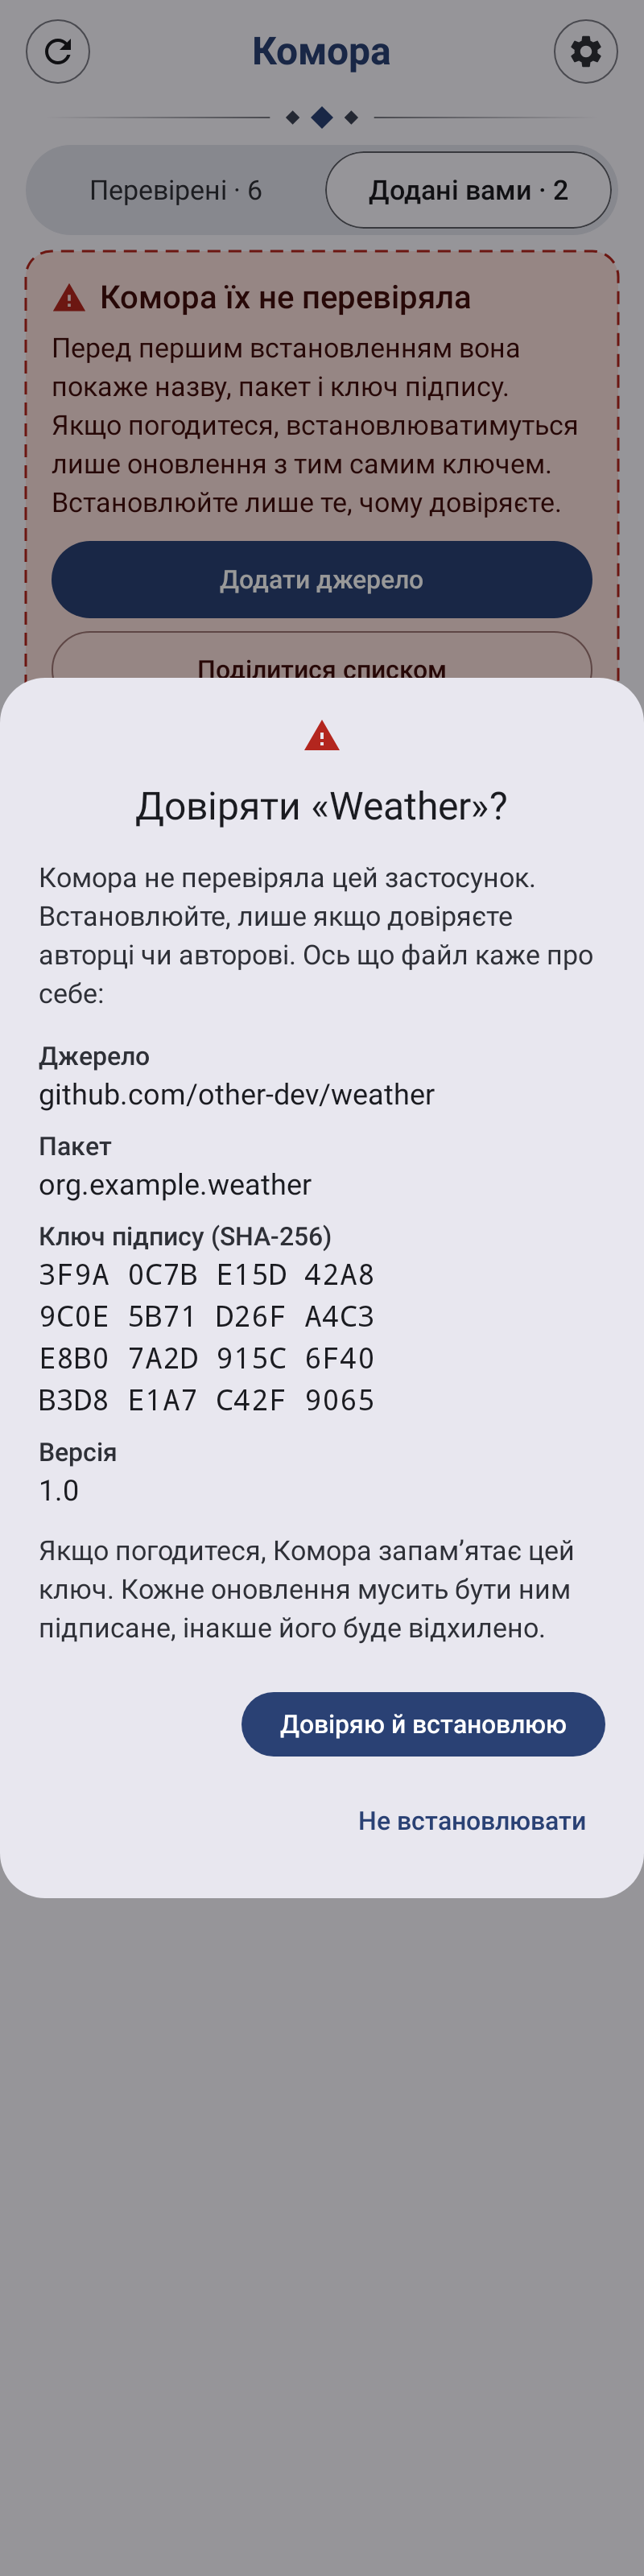 Комора
Перевірені · 6
Додані вами · 2
Комора їх не перевіряла
Перед першим встановленням вона
покаже назву, пакет і ключ підпису.
Якщо погодитеся, встановлюватимуться
лише оновлення з тим самим ключем.
Встановлюйте лише те, чому довіряєте.
Додати джерело
Поділитися списком
Довіряти «Weather»?
Комора не перевіряла цей застосунок.
Встановлюйте, лише якщо довіряєте
авторці чи авторові. Ось що файл каже про
себе:
Джерело
github.com/other-dev/weather
Пакет
org.example.weather
Ключ підпису (SHA-256)
3F9A 0C7B E15D 42A8
9C0E 5B71 D26F A4C3
E8B0 7A2D 915C 6F40
B3D8 E1A7 C42F 9065
Версія
1.0
Якщо погодитеся, Комора запам’ятає цей
ключ. Кожне оновлення мусить бути ним
підписане, інакше його буде відхилено.
Довіряю й встановлюю
Не встановлювати